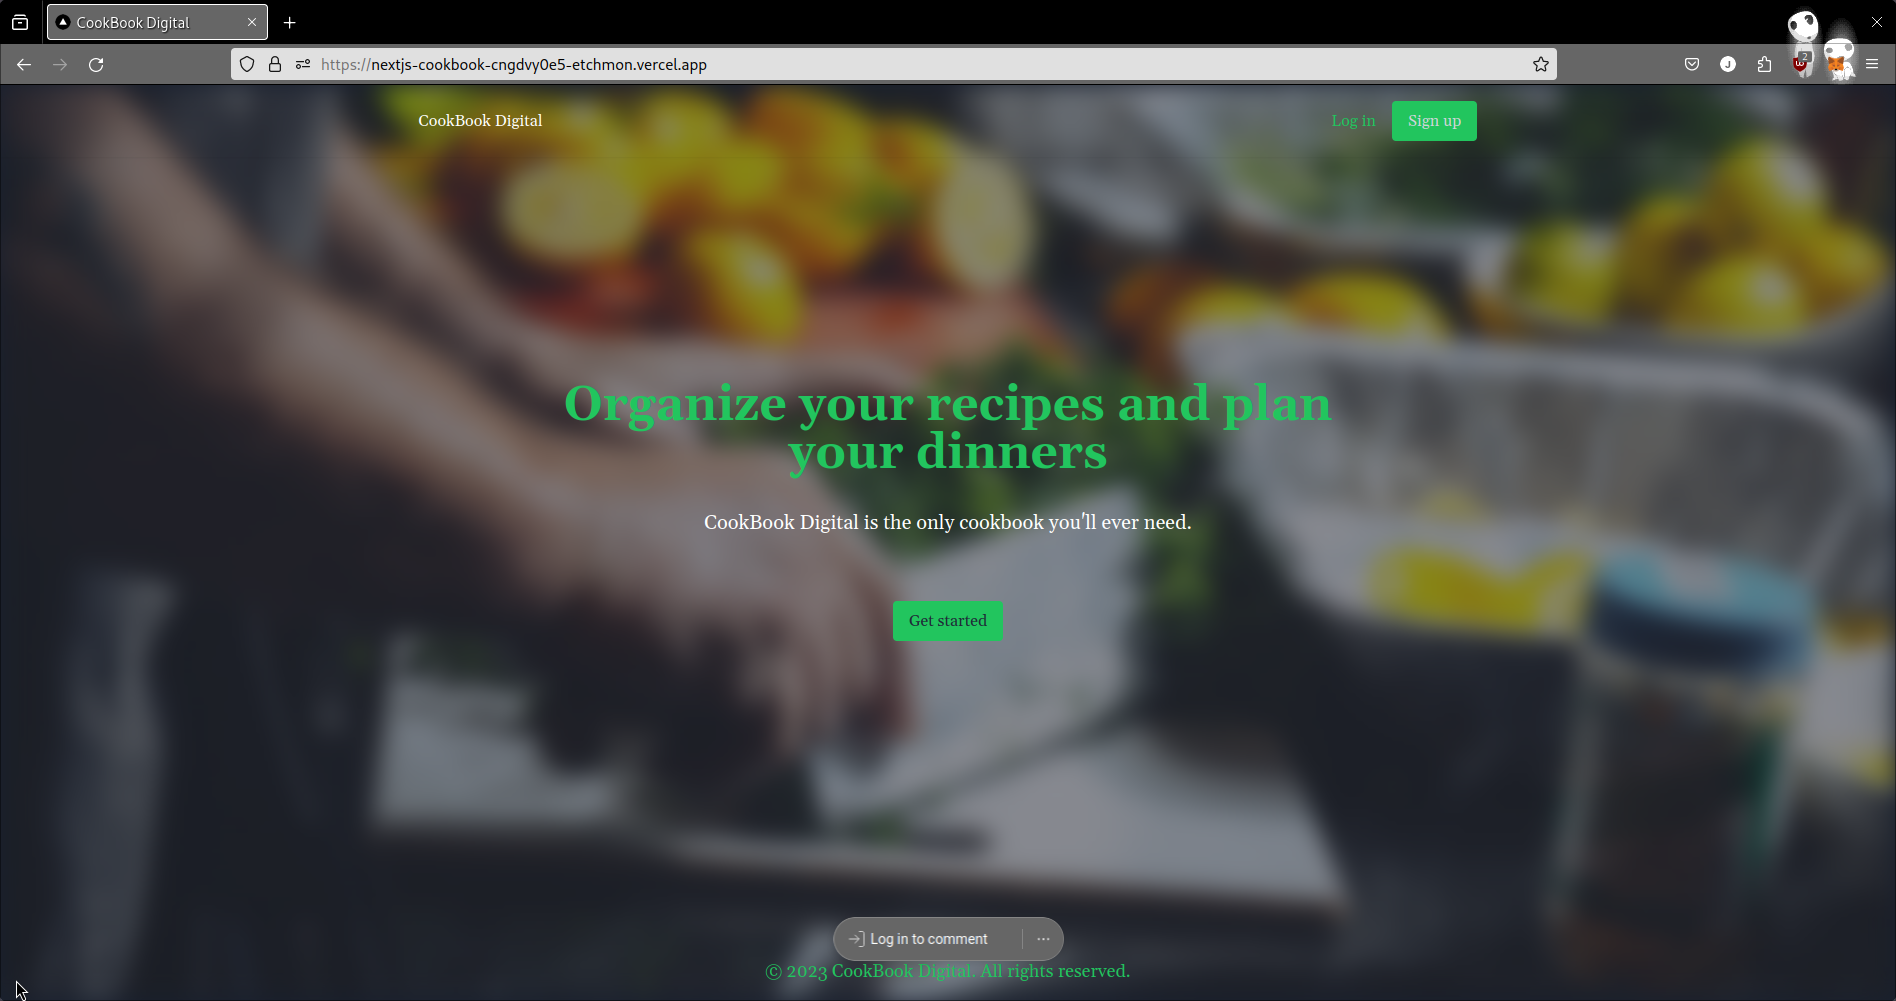 CookBook Digital
https://nextjs-cookbook-cngdvy0e5-etchmon.vercel.app
J
2
CookBook Digital
Log in
Sign up
Organize your recipes and plan
your dinners
CookBook Digital is the only cookbook you'll ever need.
Get started
Log in to comment
© 2023 CookBook Digital. All rights reserved.